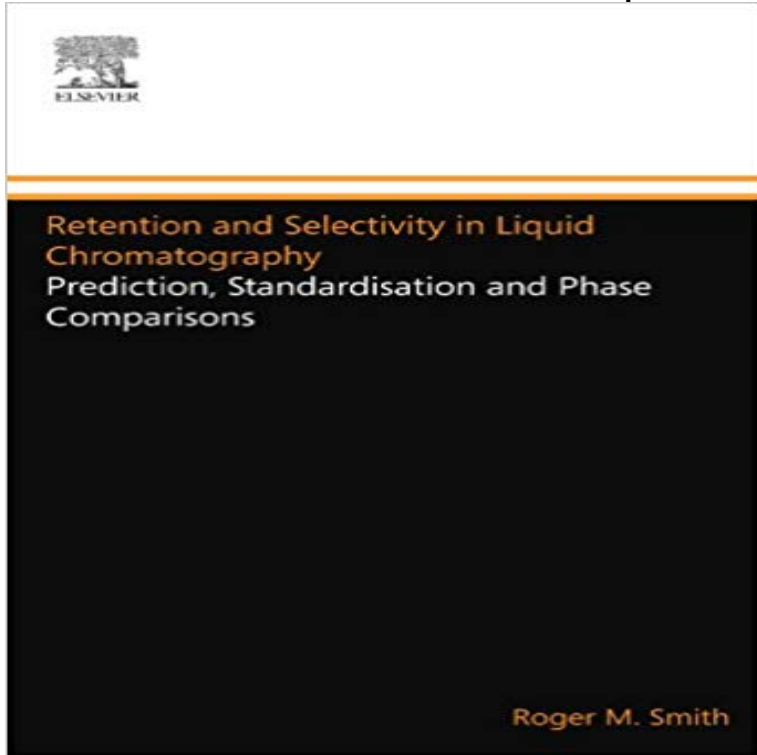 ELSEVIER
Retention and Selectivity in Liquid
Chromatography
Prediction, Standardisation and Phase
Comparisons
Roger M. Smith